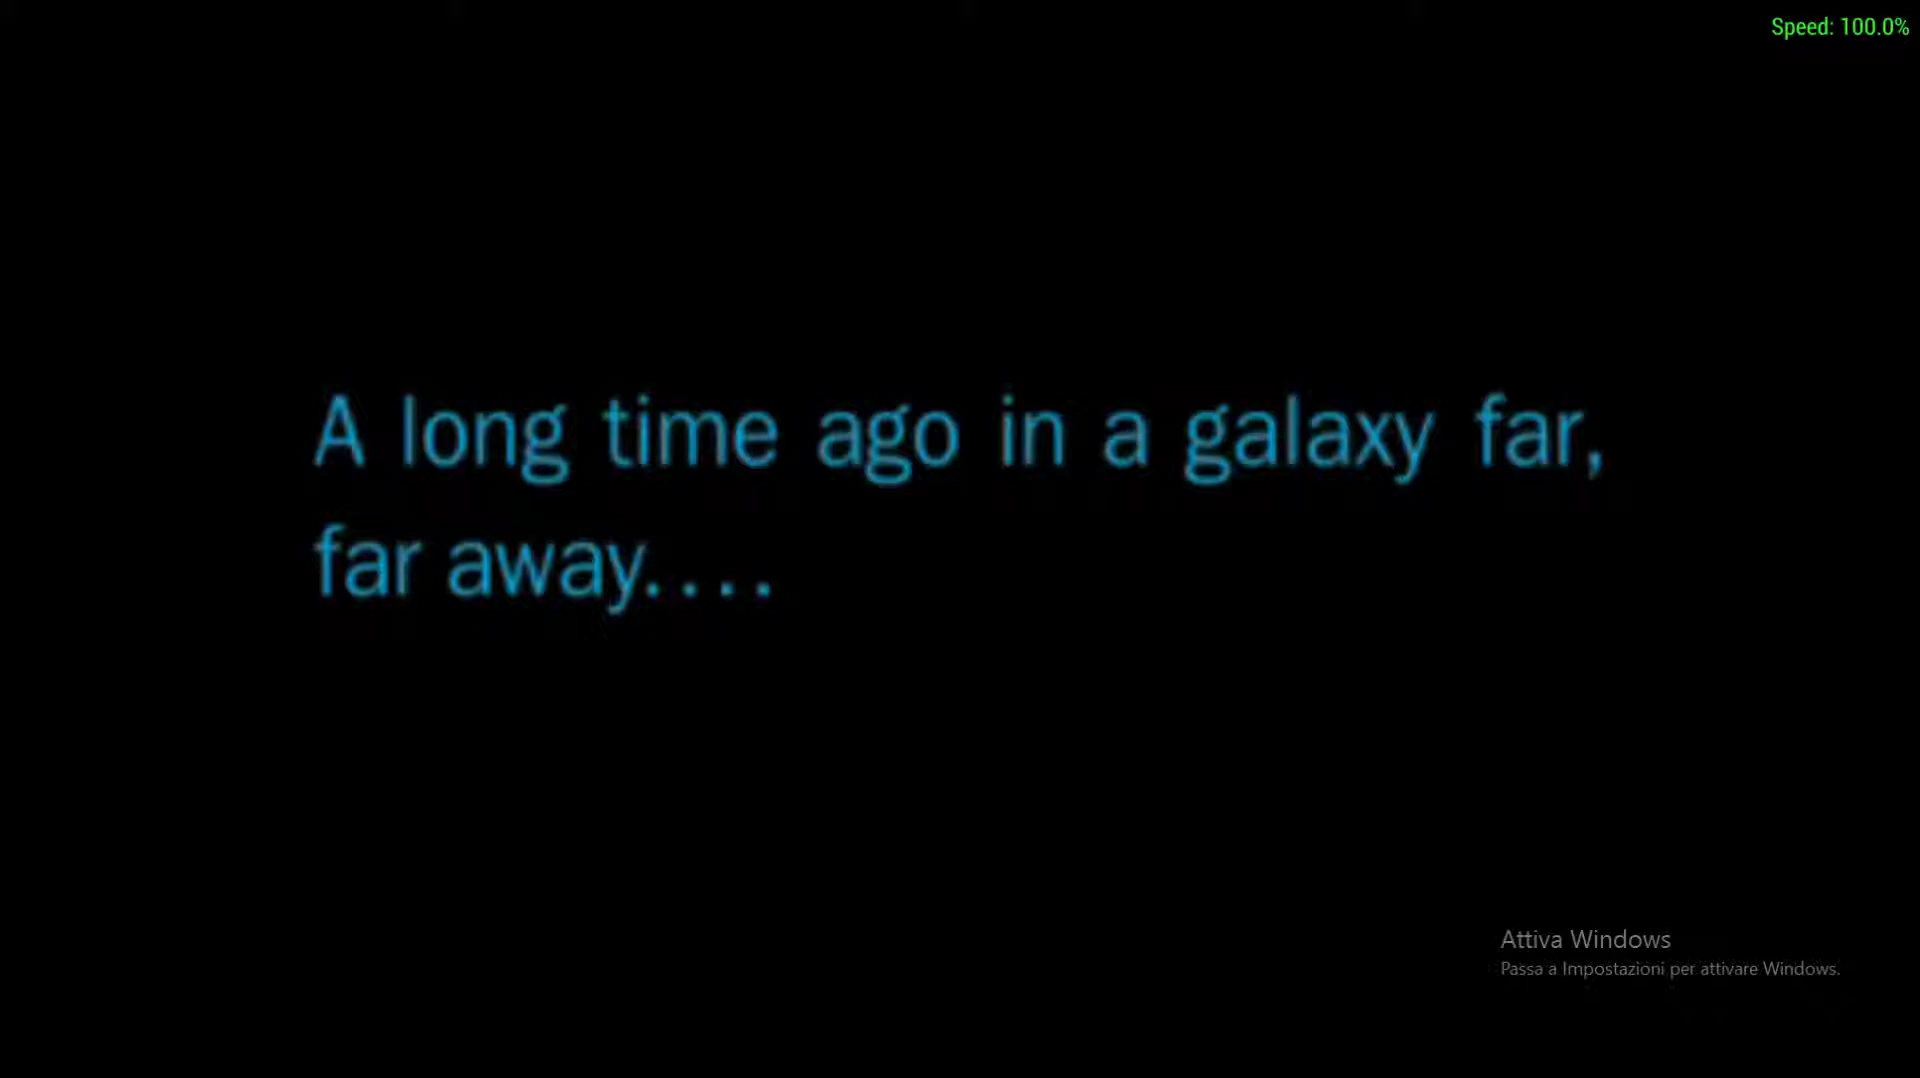 Speed: 100.0%
A long time ago in a galaxy far,
far away....
Attiva Windows
Passa a Impostazioni per attivare Windows.